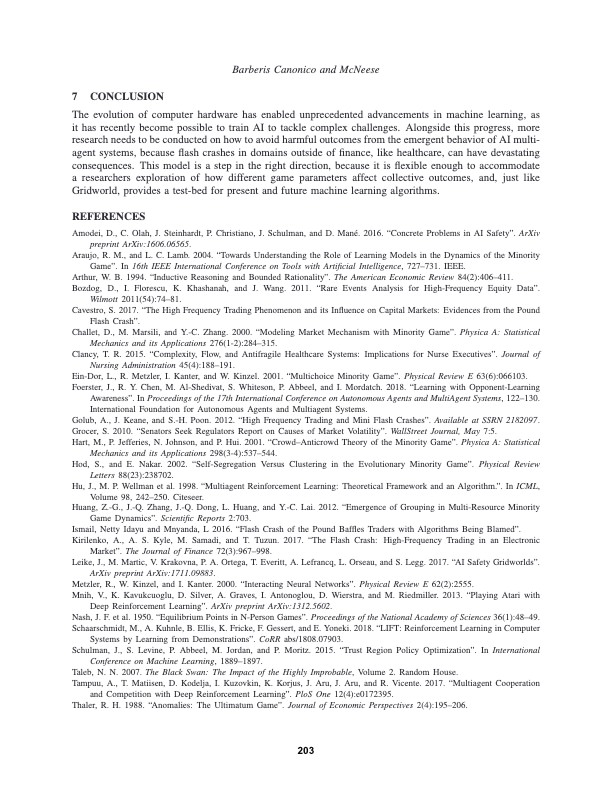 Barberis Canonico and McNeese
7 CONCLUSION
The evolution of computer hardware has enabled unprecedented advancements in machine learning, as
it has recently become possible to train AI to tackle complex challenges. Alongside this progress, more
research needs to be conducted on how to avoid harmful outcomes from the emergent behavior of AI multi-
agent systems, because flash crashes in domains outside of finance, like healthcare, can have devastating
consequences. This model is a step in the right direction, because it is flexible enough to accommodate
a researchers exploration of how different game parameters affect collective outcomes, and, just like
Gridworld, provides a test-bed for present and future machine learning algorithms.
REFERENCES
Amodei, D., C. Olah, J. Steinhardt, P. Christiano, J. Schulman, and D. Mané. 2016. “Concrete Problems in AI Safety”. ArXiv
preprint ArXiv:1606.06565.
Araujo, R. M., and L. C. Lamb. 2004. “Towards Understanding the Role of Learning Models in the Dynamics of the Minority
Game”. In 16th IEEE International Conference on Tools with Artificial Intelligence, 727–731. IEEE.
Arthur, W. B. 1994. “Inductive Reasoning and Bounded Rationality”. The American Economic Review 84(2):406–411.
Bozdog, D., I. Florescu, K. Khashanah, and J. Wang. 2011. “Rare Events Analysis for High-Frequency Equity Data”.
Wilmott 2011(54):74–81.
Cavestro, S. 2017. “The High Frequency Trading Phenomenon and its Influence on Capital Markets: Evidences from the Pound
Flash Crash”.
Challet, D., M. Marsili, and Y.-C. Zhang. 2000. “Modeling Market Mechanism with Minority Game”. Physica A: Statistical
Mechanics and its Applications 276(1-2):284–315.
Clancy, T. R. 2015. “Complexity, Flow, and Antifragile Healthcare Systems: Implications for Nurse Executives”. Journal of
Nursing Administration 45(4):188–191.
Ein-Dor, L., R. Metzler, I. Kanter, and W. Kinzel. 2001. “Multichoice Minority Game”. Physical Review E 63(6):066103.
Foerster, J., R. Y. Chen, M. Al-Shedivat, S. Whiteson, P. Abbeel, and I. Mordatch. 2018. “Learning with Opponent-Learning
Awareness”. In Proceedings of the 17th International Conference on Autonomous Agents and MultiAgent Systems, 122–130.
International Foundation for Autonomous Agents and Multiagent Systems.
Golub, A., J. Keane, and S.-H. Poon. 2012. “High Frequency Trading and Mini Flash Crashes”. Available at SSRN 2182097.
Grocer, S. 2010. “Senators Seek Regulators Report on Causes of Market Volatility”. WallStreet Journal, May 7:5.
Hart, M., P. Jefferies, N. Johnson, and P. Hui. 2001. “Crowd–Anticrowd Theory of the Minority Game”. Physica A: Statistical
Mechanics and its Applications 298(3-4):537–544.
Hod, S., and E. Nakar. 2002. “Self-Segregation Versus Clustering in the Evolutionary Minority Game”. Physical Review
Letters 88(23):238702.
Hu, J., M. P. Wellman et al. 1998. “Multiagent Reinforcement Learning: Theoretical Framework and an Algorithm.”. In ICML,
Volume 98, 242–250. Citeseer.
Huang, Z.-G., J.-Q. Zhang, J.-Q. Dong, L. Huang, and Y.-C. Lai. 2012. “Emergence of Grouping in Multi-Resource Minority
Game Dynamics”. Scientific Reports 2:703.
Ismail, Netty Idayu and Mnyanda, L 2016. “Flash Crash of the Pound Baffles Traders with Algorithms Being Blamed”.
Kirilenko, A., A. S. Kyle, M. Samadi, and T. Tuzun. 2017. “The Flash Crash: High-Frequency Trading in an Electronic
Market”. The Journal of Finance 72(3):967–998.
Leike, J., M. Martic, V. Krakovna, P. A. Ortega, T. Everitt, A. Lefrancq, L. Orseau, and S. Legg. 2017. “AI Safety Gridworlds”.
ArXiv preprint ArXiv:1711.09883.
Metzler, R., W. Kinzel, and I. Kanter. 2000. “Interacting Neural Networks”. Physical Review E 62(2):2555.
Mnih, V., K. Kavukcuoglu, D. Silver, A. Graves, I. Antonoglou, D. Wierstra, and M. Riedmiller. 2013. “Playing Atari with
Deep Reinforcement Learning”. ArXiv preprint ArXiv:1312.5602.
Nash, J. F. et al. 1950. “Equilibrium Points in N-Person Games”. Proceedings of the National Academy of Sciences 36(1):48–49.
Schaarschmidt, M., A. Kuhnle, B. Ellis, K. Fricke, F. Gessert, and E. Yoneki. 2018. “LIFT: Reinforcement Learning in Computer
Systems by Learning from Demonstrations”. CoRR abs/1808.07903.
Schulman, J., S. Levine, P. Abbeel, M. Jordan, and P. Moritz. 2015. “Trust Region Policy Optimization”. In International
Conference on Machine Learning, 1889–1897.
Taleb, N. N. 2007. The Black Swan: The Impact of the Highly Improbable, Volume 2. Random House.
Tampuu, A., T. Matiisen, D. Kodelja, I. Kuzovkin, K. Korjus, J. Aru, J. Aru, and R. Vicente. 2017. “Multiagent Cooperation
and Competition with Deep Reinforcement Learning”. PloS One 12(4):e0172395.
Thaler, R. H. 1988. “Anomalies: The Ultimatum Game”. Journal of Economic Perspectives 2(4):195–206.
203